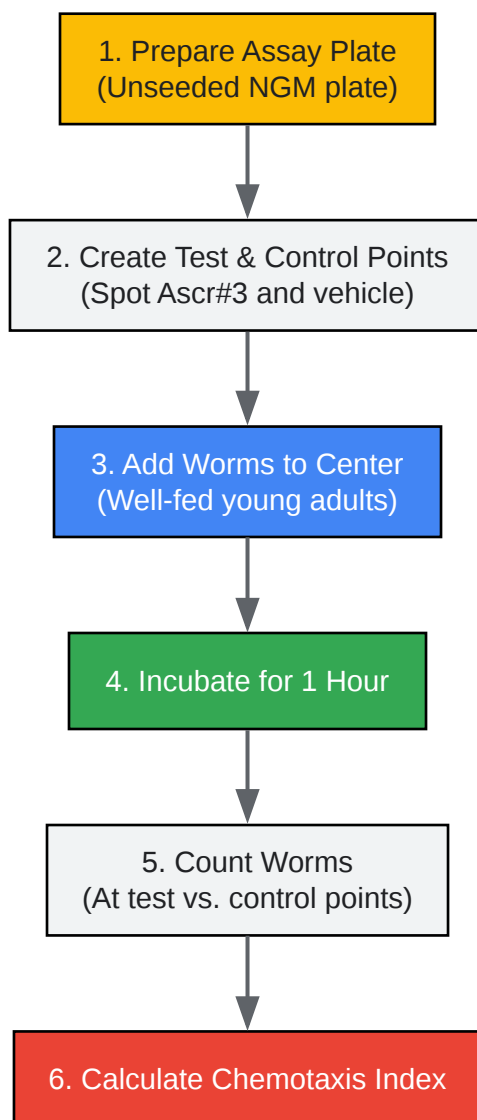 1. Prepare Assay Plate
(Unseeded NGM plate)
2. Create Test & Control Points
(Spot Ascr#3 and vehicle)
3. Add Worms to Center
(Well-fed young adults)
4. Incubate for 1 Hour
5. Count Worms
(At test vs. control points)
6. Calculate Chemotaxis Index